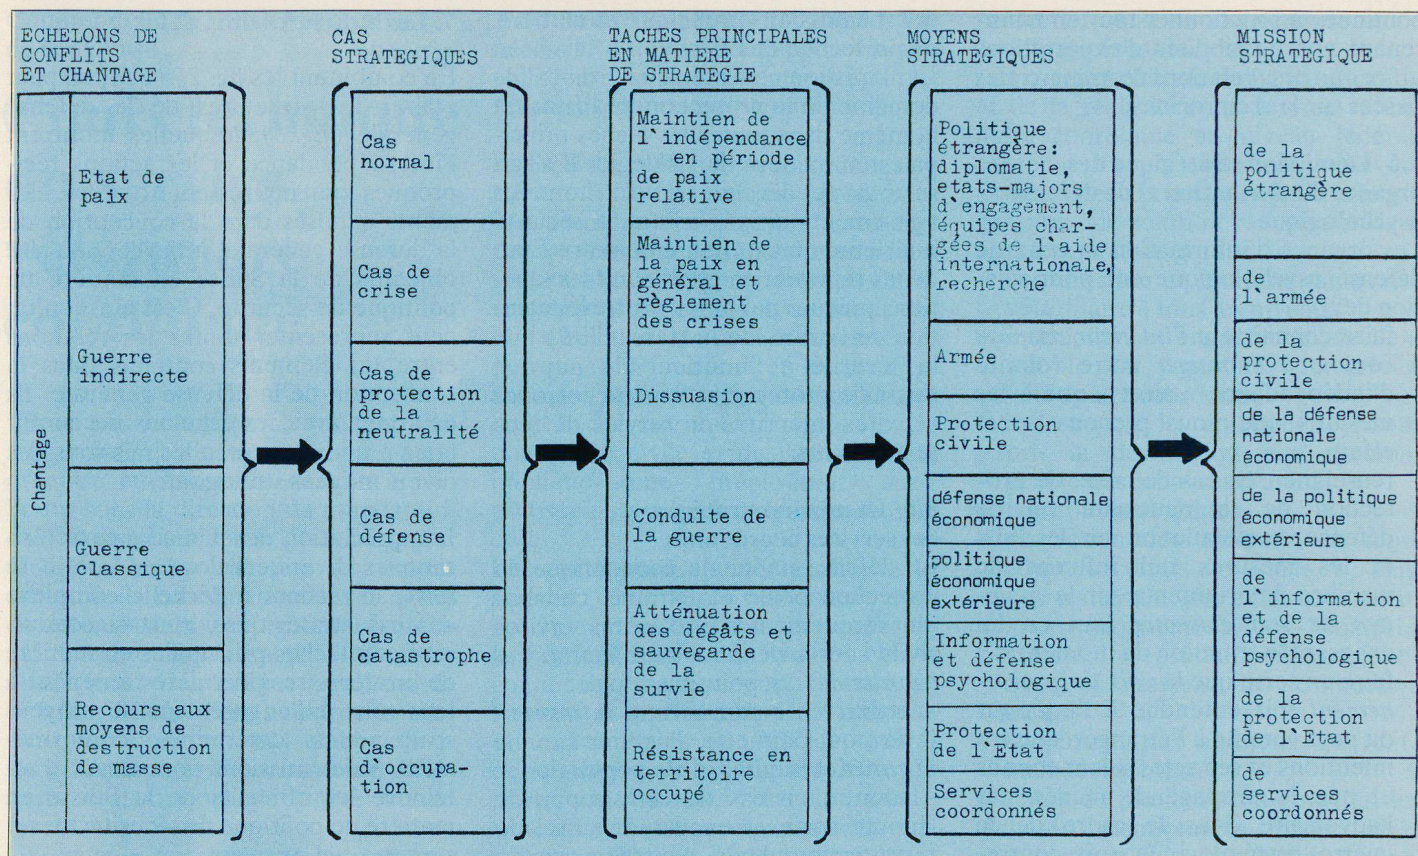 ECHELONS DE
CONFLITS
ET CHANTAGE
Chantage
Etat de
paix
Guerre
indirecte
Guerre
classique
Recours aux
moyens de
destruction
de masse
CAS
STRATEGIQUES
Cas
normal
Cas de
crise
Cas de
protection
de la
neutralité
Cas de
défense
Cas de
catastrophe
Cas
d'occupa-
tion
TACHES PRINCIPALES
EN MATIERE
DE STRATEGIE
Maintien de
l'indépendance
en période
de paix
relative
Maintien de
la paix en
général et
règlement
des crises
Dissuasion
Conduite de
la guerre
Atténuation
des dégâts et
sauvegarde
de la
survie
Résistance en
territoire
occupé
MOYENS
STRATEGIQUES
Politique
étrangère:
diplomatie,
etats-majors
d'engagement,
équipes char-
gées de l'aide
internationale,
recherche
Armée
Protection
civile
défense nationale
économique
politique
économique
extérieure
Information
et défense
psychologique
Protection
de l'Etat
Services
coordonnés
MISSION
STRATEGIQUE
de la
politique
étrangère
de
l'armée
de la
protection
civile
de la défense
nationale
économique
de la politique
économique
extérieure
de
l'information
et de la
défense
psychologique
de la
protection
de l'Etat
de
services
coordonnés